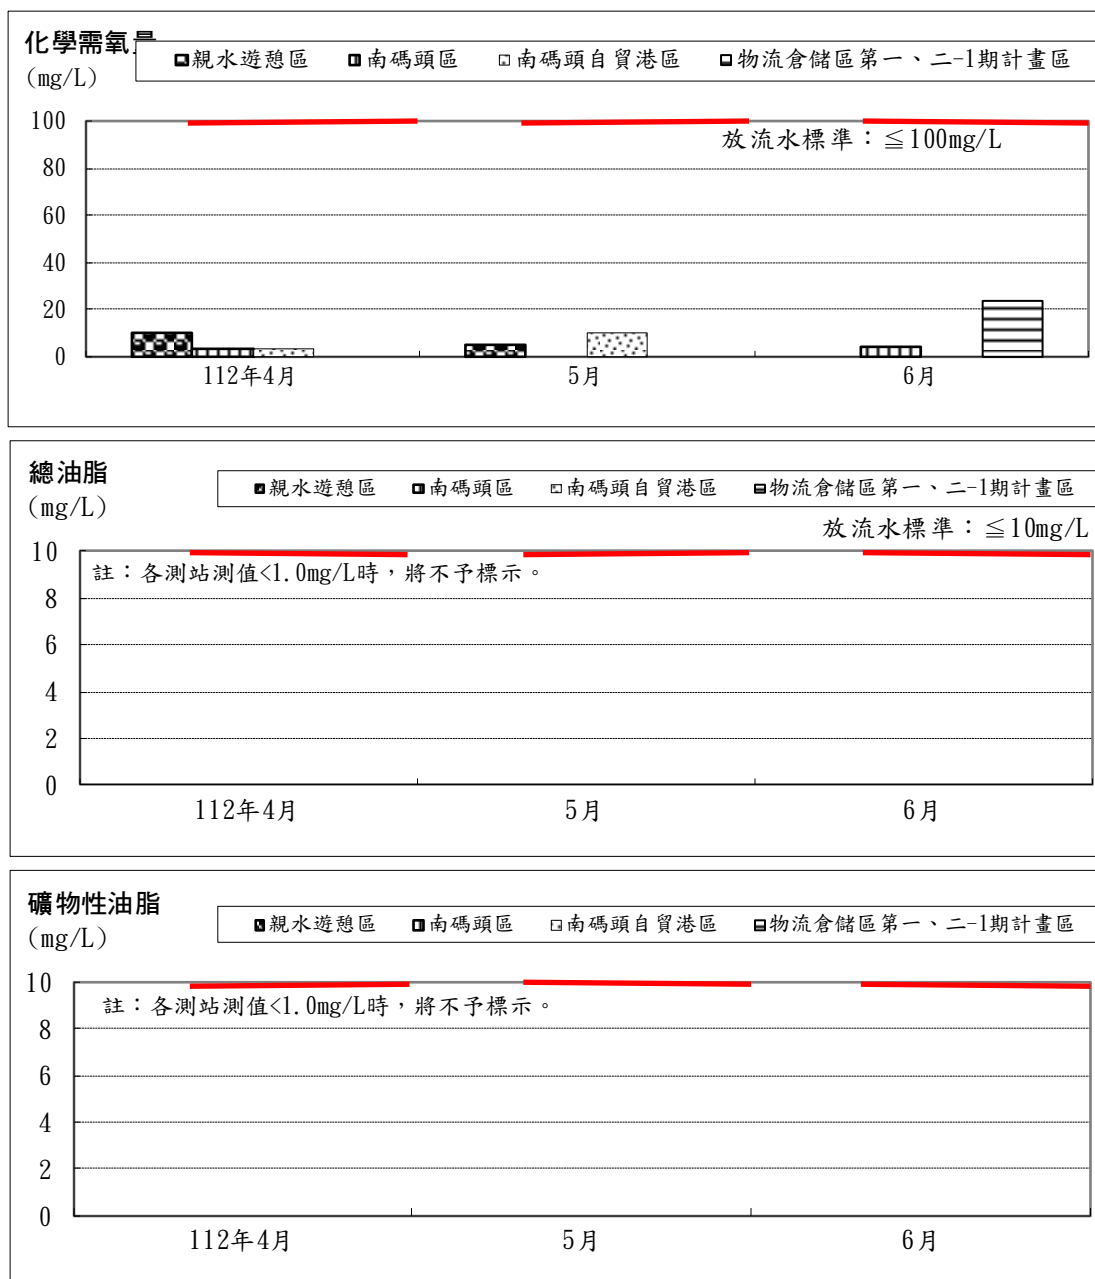 化學需氧量
(mg/L)
親水遊憩區 南碼頭區 南碼頭自貿港區 物流倉儲區第一、二-1期計畫區
放流水標準：≦100mg/L
100
80
60
40
20
0
112年4月 5月 6月
總油脂
(mg/L)
親水遊憩區 南碼頭區 南碼頭自貿港區 物流倉儲區第一、二-1期計畫區
放流水標準：≦10mg/L
註：各測站測值<1.0mg/L時，將不予標示。
10
8
6
4
2
0
112年4月 5月 6月
礦物性油脂
(mg/L)
親水遊憩區 南碼頭區 南碼頭自貿港區 物流倉儲區第一、二-1期計畫區
註：各測站測值<1.0mg/L時，將不予標示。
10
8
6
4
2
0
112年4月 5月 6月